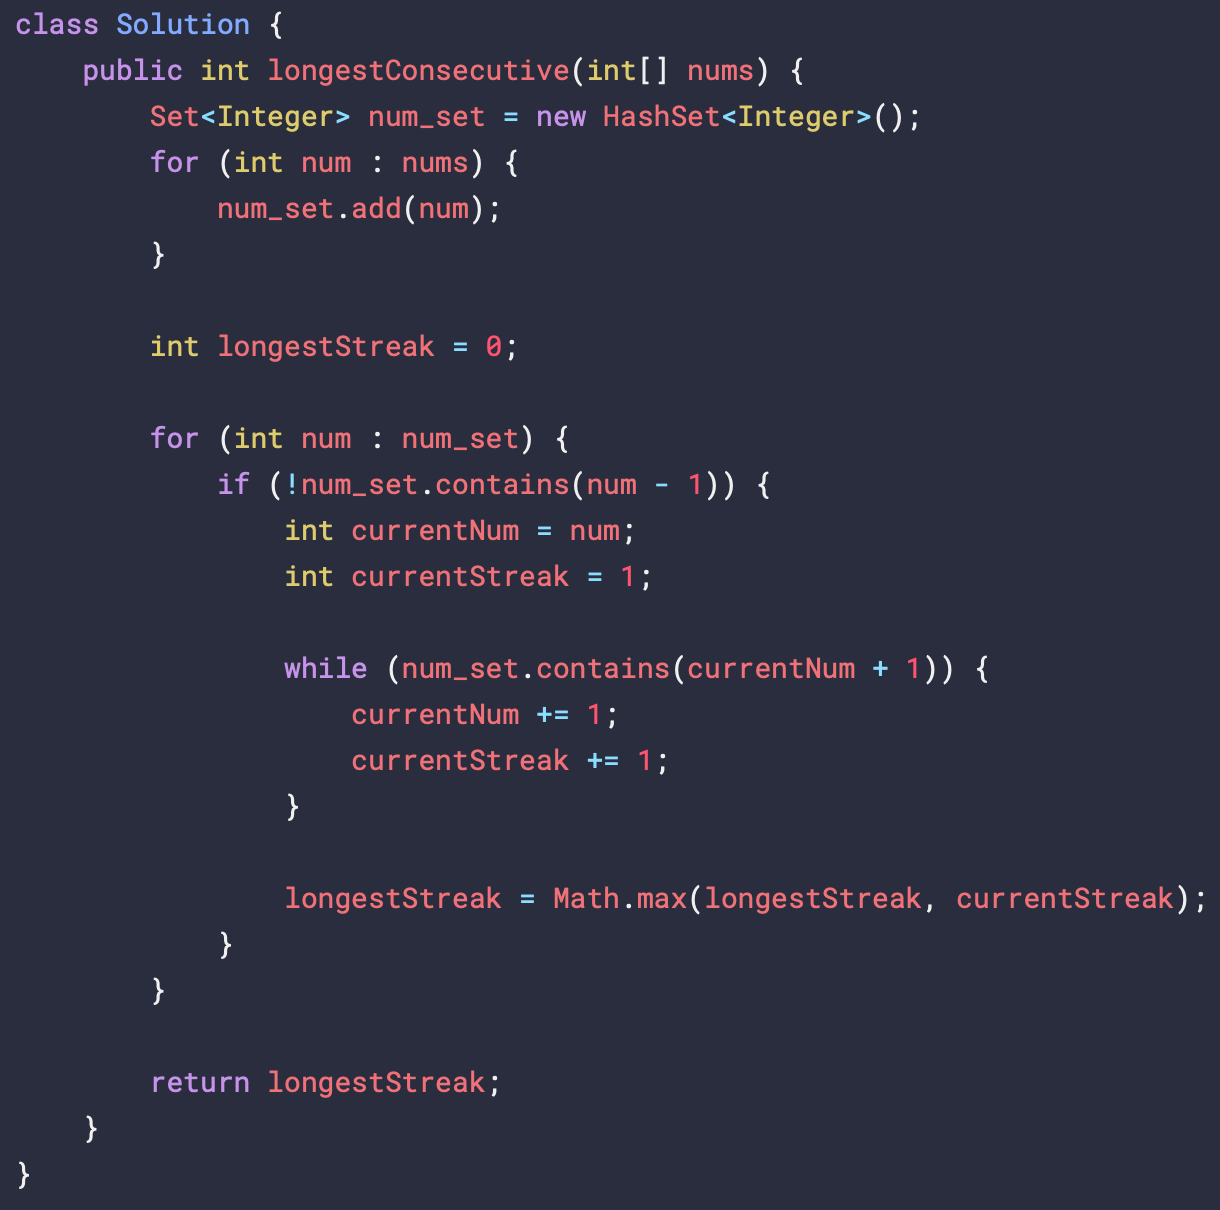 class Solution {
    public int longestConsecutive(int[] nums) {
        Set<Integer> num_set = new HashSet<Integer>();
        for (int num : nums) {
            num_set.add(num);
        }

        int longestStreak = 0;

        for (int num : num_set) {
            if (!num_set.contains(num - 1)) {
                int currentNum = num;
                int currentStreak = 1;

                while (num_set.contains(currentNum + 1)) {
                    currentNum += 1;
                    currentStreak += 1;
                }

                longestStreak = Math.max(longestStreak, currentStreak);
            }
        }

        return longestStreak;
    }
}